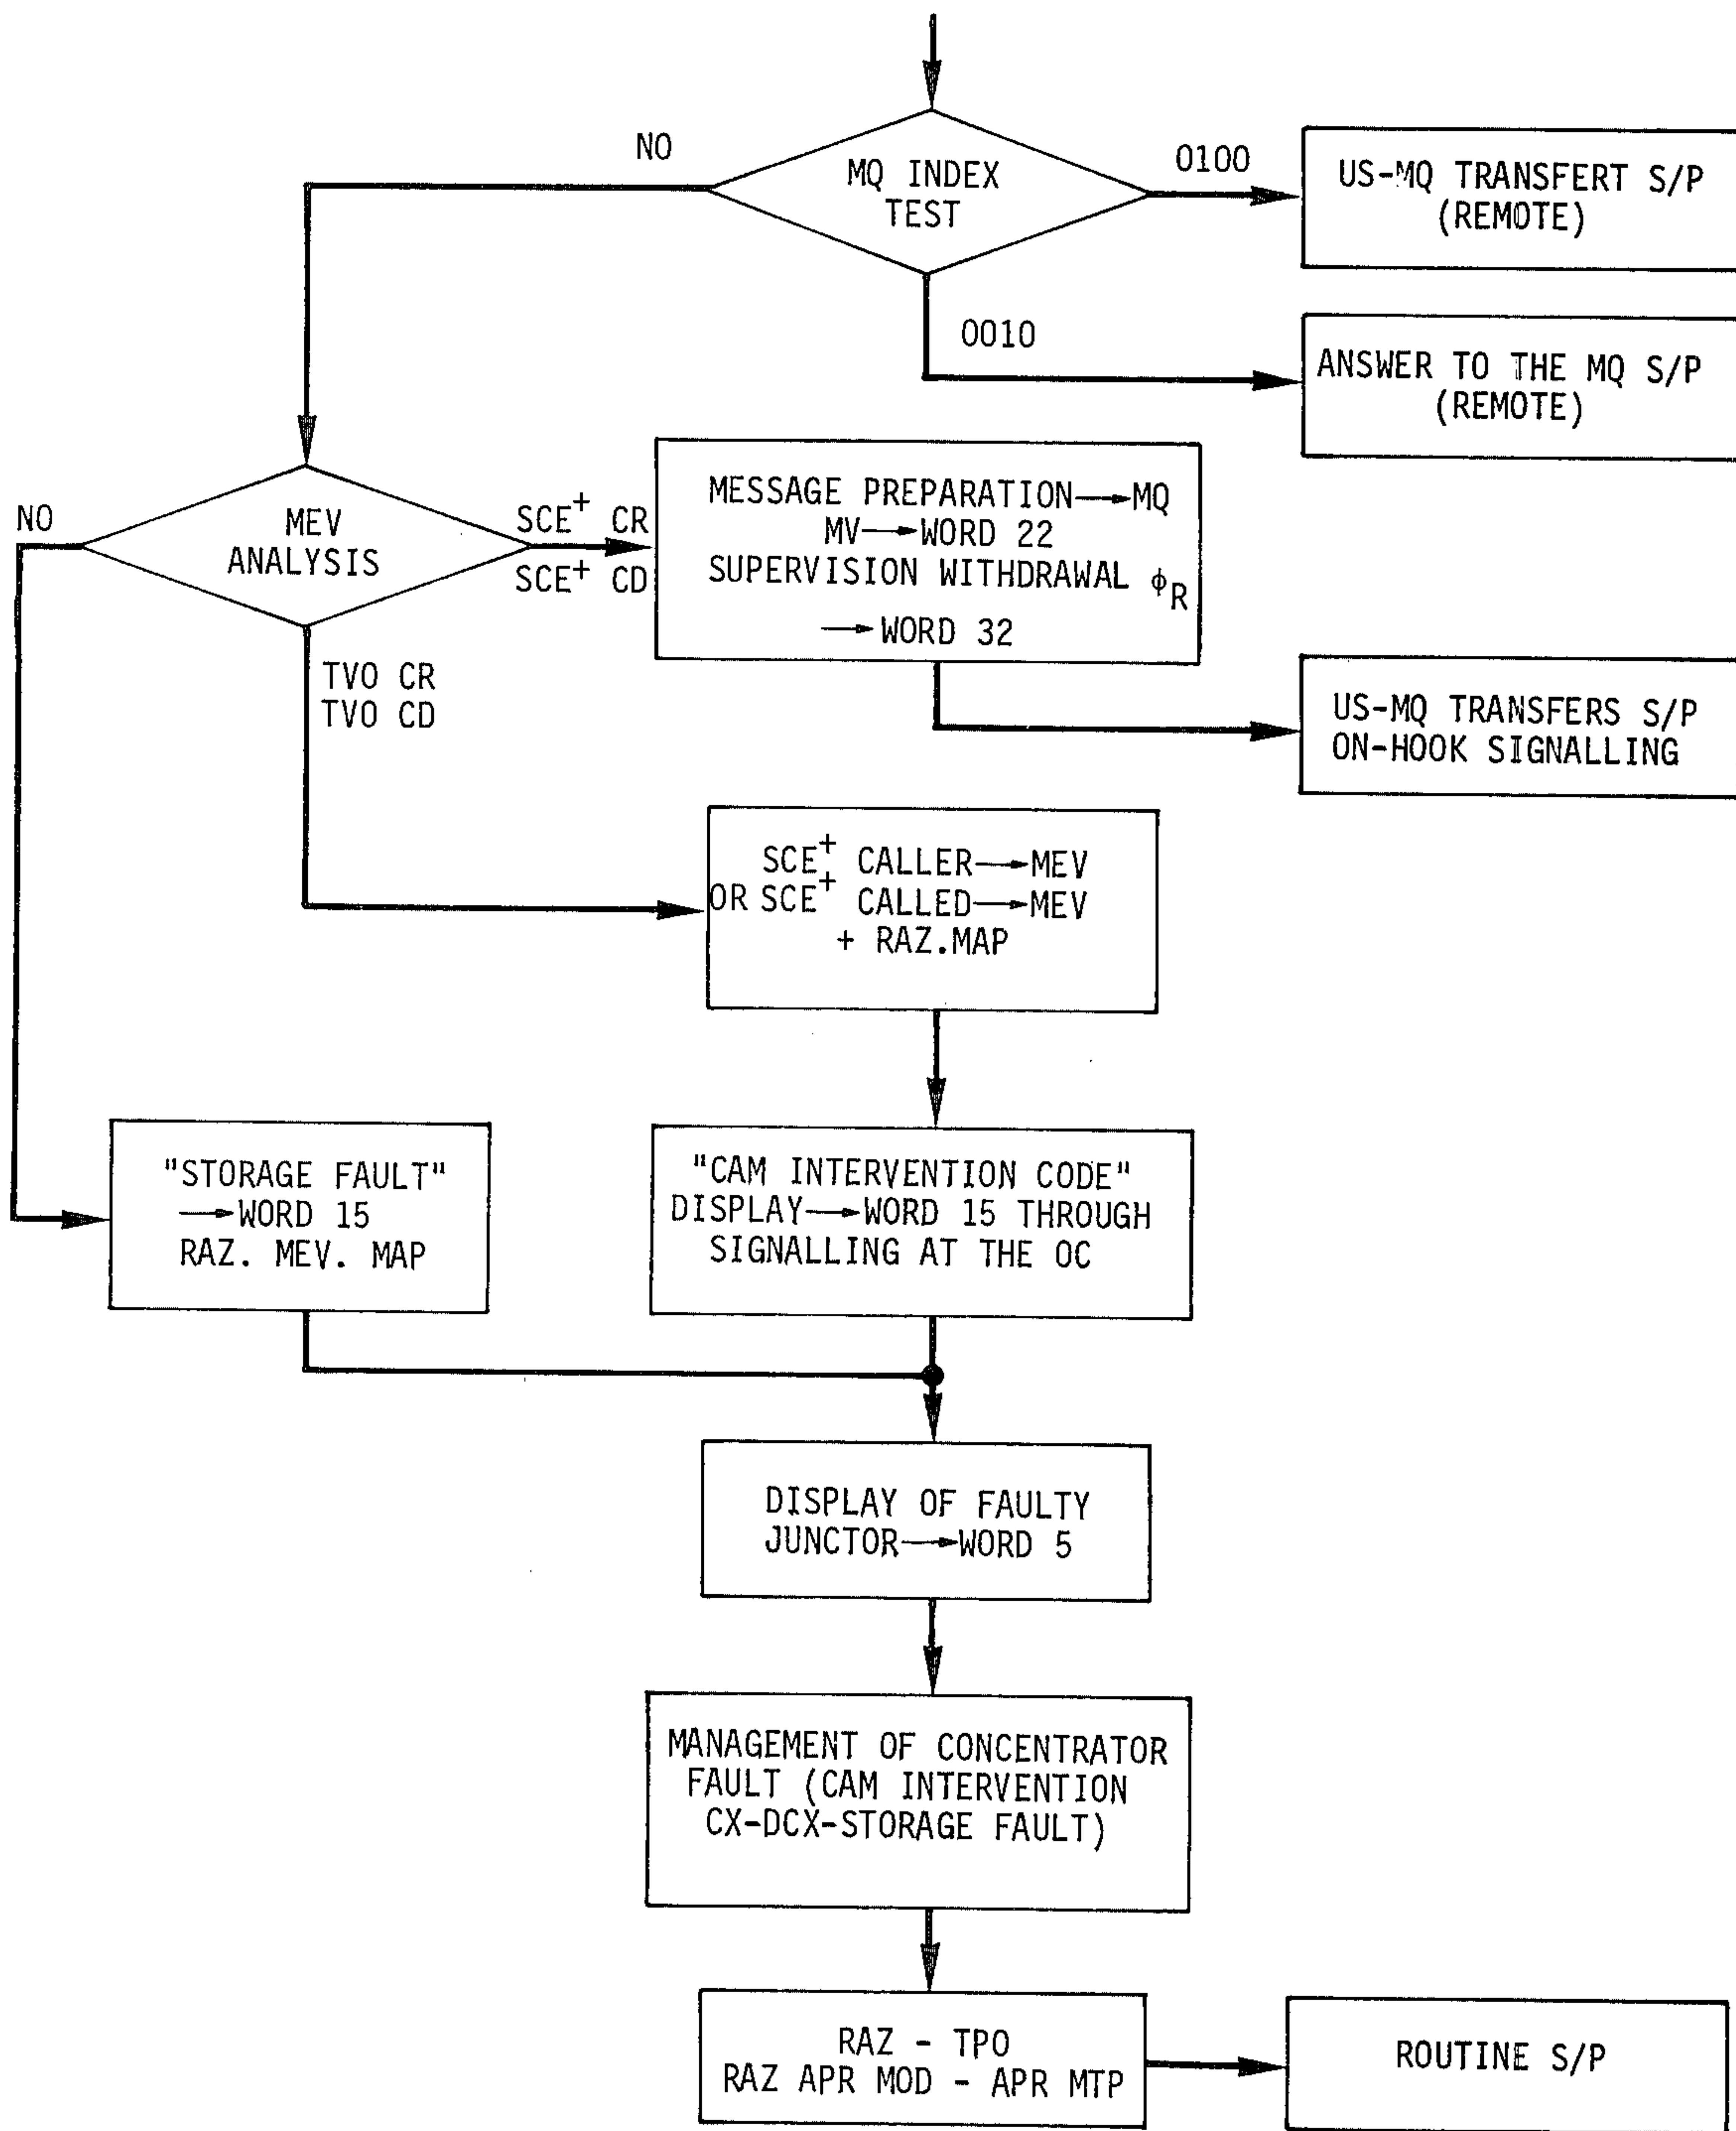 NO
MQ INDEX
TEST
0100
US-MQ TRANSFERT S/P
(REMOTE)
0010
ANSWER TO THE MQ S/P
(REMOTE)
NO
MEV
ANALYSIS
SCE+ CR
SCE+ CD
MESSAGE PREPARATION→MQ
MV→WORD 22
SUPERVISION WITHDRAWAL ϕR
→WORD 32
TVO CR
TVO CD
US-MQ TRANSFERS S/P
ON-HOOK SIGNALLING
SCE+ CALLER→MEV
OR SCE+ CALLED→MEV
+ RAZ.MAP
"STORAGE FAULT"
→WORD 15
RAZ. MEV. MAP
"CAM INTERVENTION CODE"
DISPLAY→WORD 15 THROUGH
SIGNALLING AT THE OC
DISPLAY OF FAULTY
JUNCTOR→WORD 5
MANAGEMENT OF CONCENTRATOR
FAULT (CAM INTERVENTION
CX-DCX-STORAGE FAULT)
RAZ - TPO
RAZ APR MOD - APR MTP
ROUTINE S/P